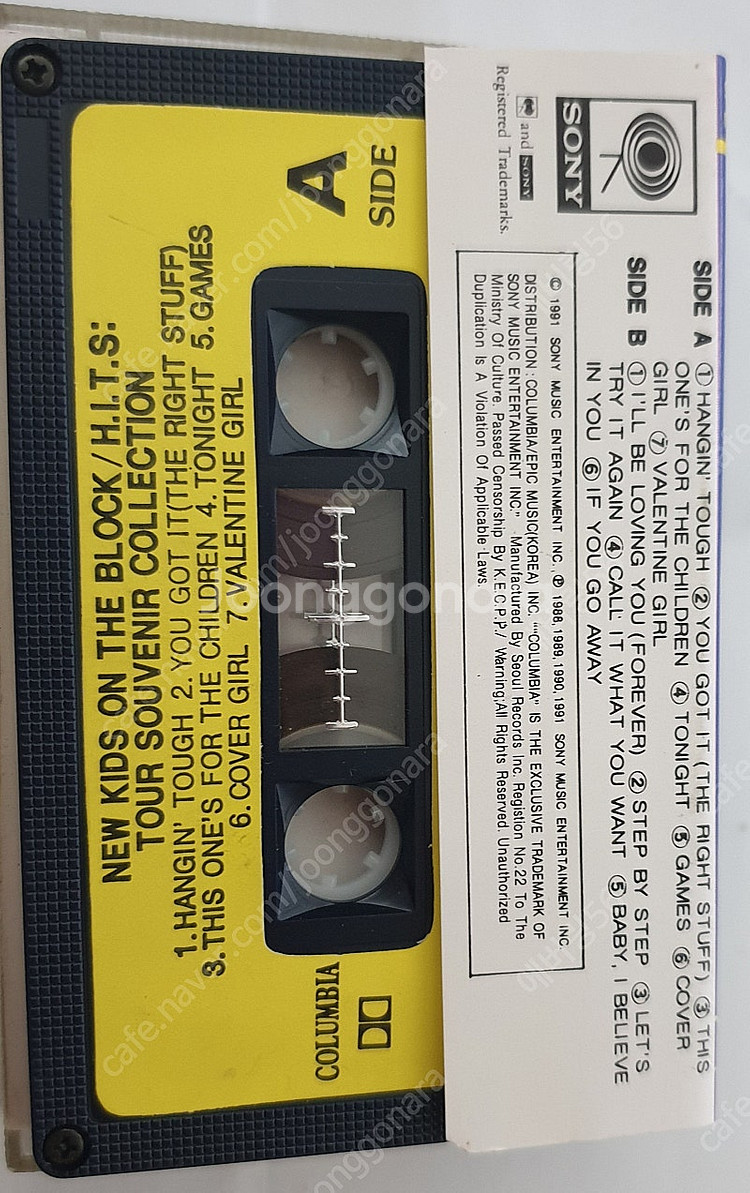 NEW KIDS ON THE BLOCK/H.I.T.S:
TOUR SOUVENIR COLLECTION
1.HANGIN' TOUGH 2.YOU GOT IT(THE RIGHT STUFF)
3.THIS ONE'S FOR THE CHILDREN 4.TONIGHT 5.GAMES
6.COVER GIRL 7.VALENTINE GIRL
A
SIDE
COLUMBIA
SONY
and SONY
Registered Trademarks.
SIDE A ① HANGIN' TOUGH ② YOU GOT IT (THE RIGHT STUFF) ③ THIS
ONE'S FOR THE CHILDREN ④ TONIGHT ⑤ GAMES ⑥ COVER
GIRL ⑦ VALENTINE GIRL
SIDE B ① I'LL BE LOVING YOU (FOREVER) ② STEP BY STEP ③ LET'S
TRY IT AGAIN ④ CALL IT WHAT YOU WANT ⑤ BABY, I BELIEVE
IN YOU ⑥ IF YOU GO AWAY
© 1991 SONY MUSIC ENTERTAINMENT INC., ℗ 1988, 1989, 1990, 1991 SONY MUSIC ENTERTAINMENT INC.
DISTRIBUTION : COLUMBIA/EPIC MUSIC(KOREA) INC. "“COLUMBIA” IS THE EXCLUSIVE TRADEMARK OF
SONY MUSIC ENTERTAINMENT INC." Manufactured By Seoul Records Inc. Registion No.22 To The
Ministry Of Culture. Passed Censorship By K.E.C.P.P./ Warning;All Rights Reserved. Unauthorized
Duplication Is A Violation Of Applicable Laws.
Joonggonara
cafe.naver.com/joonggonara